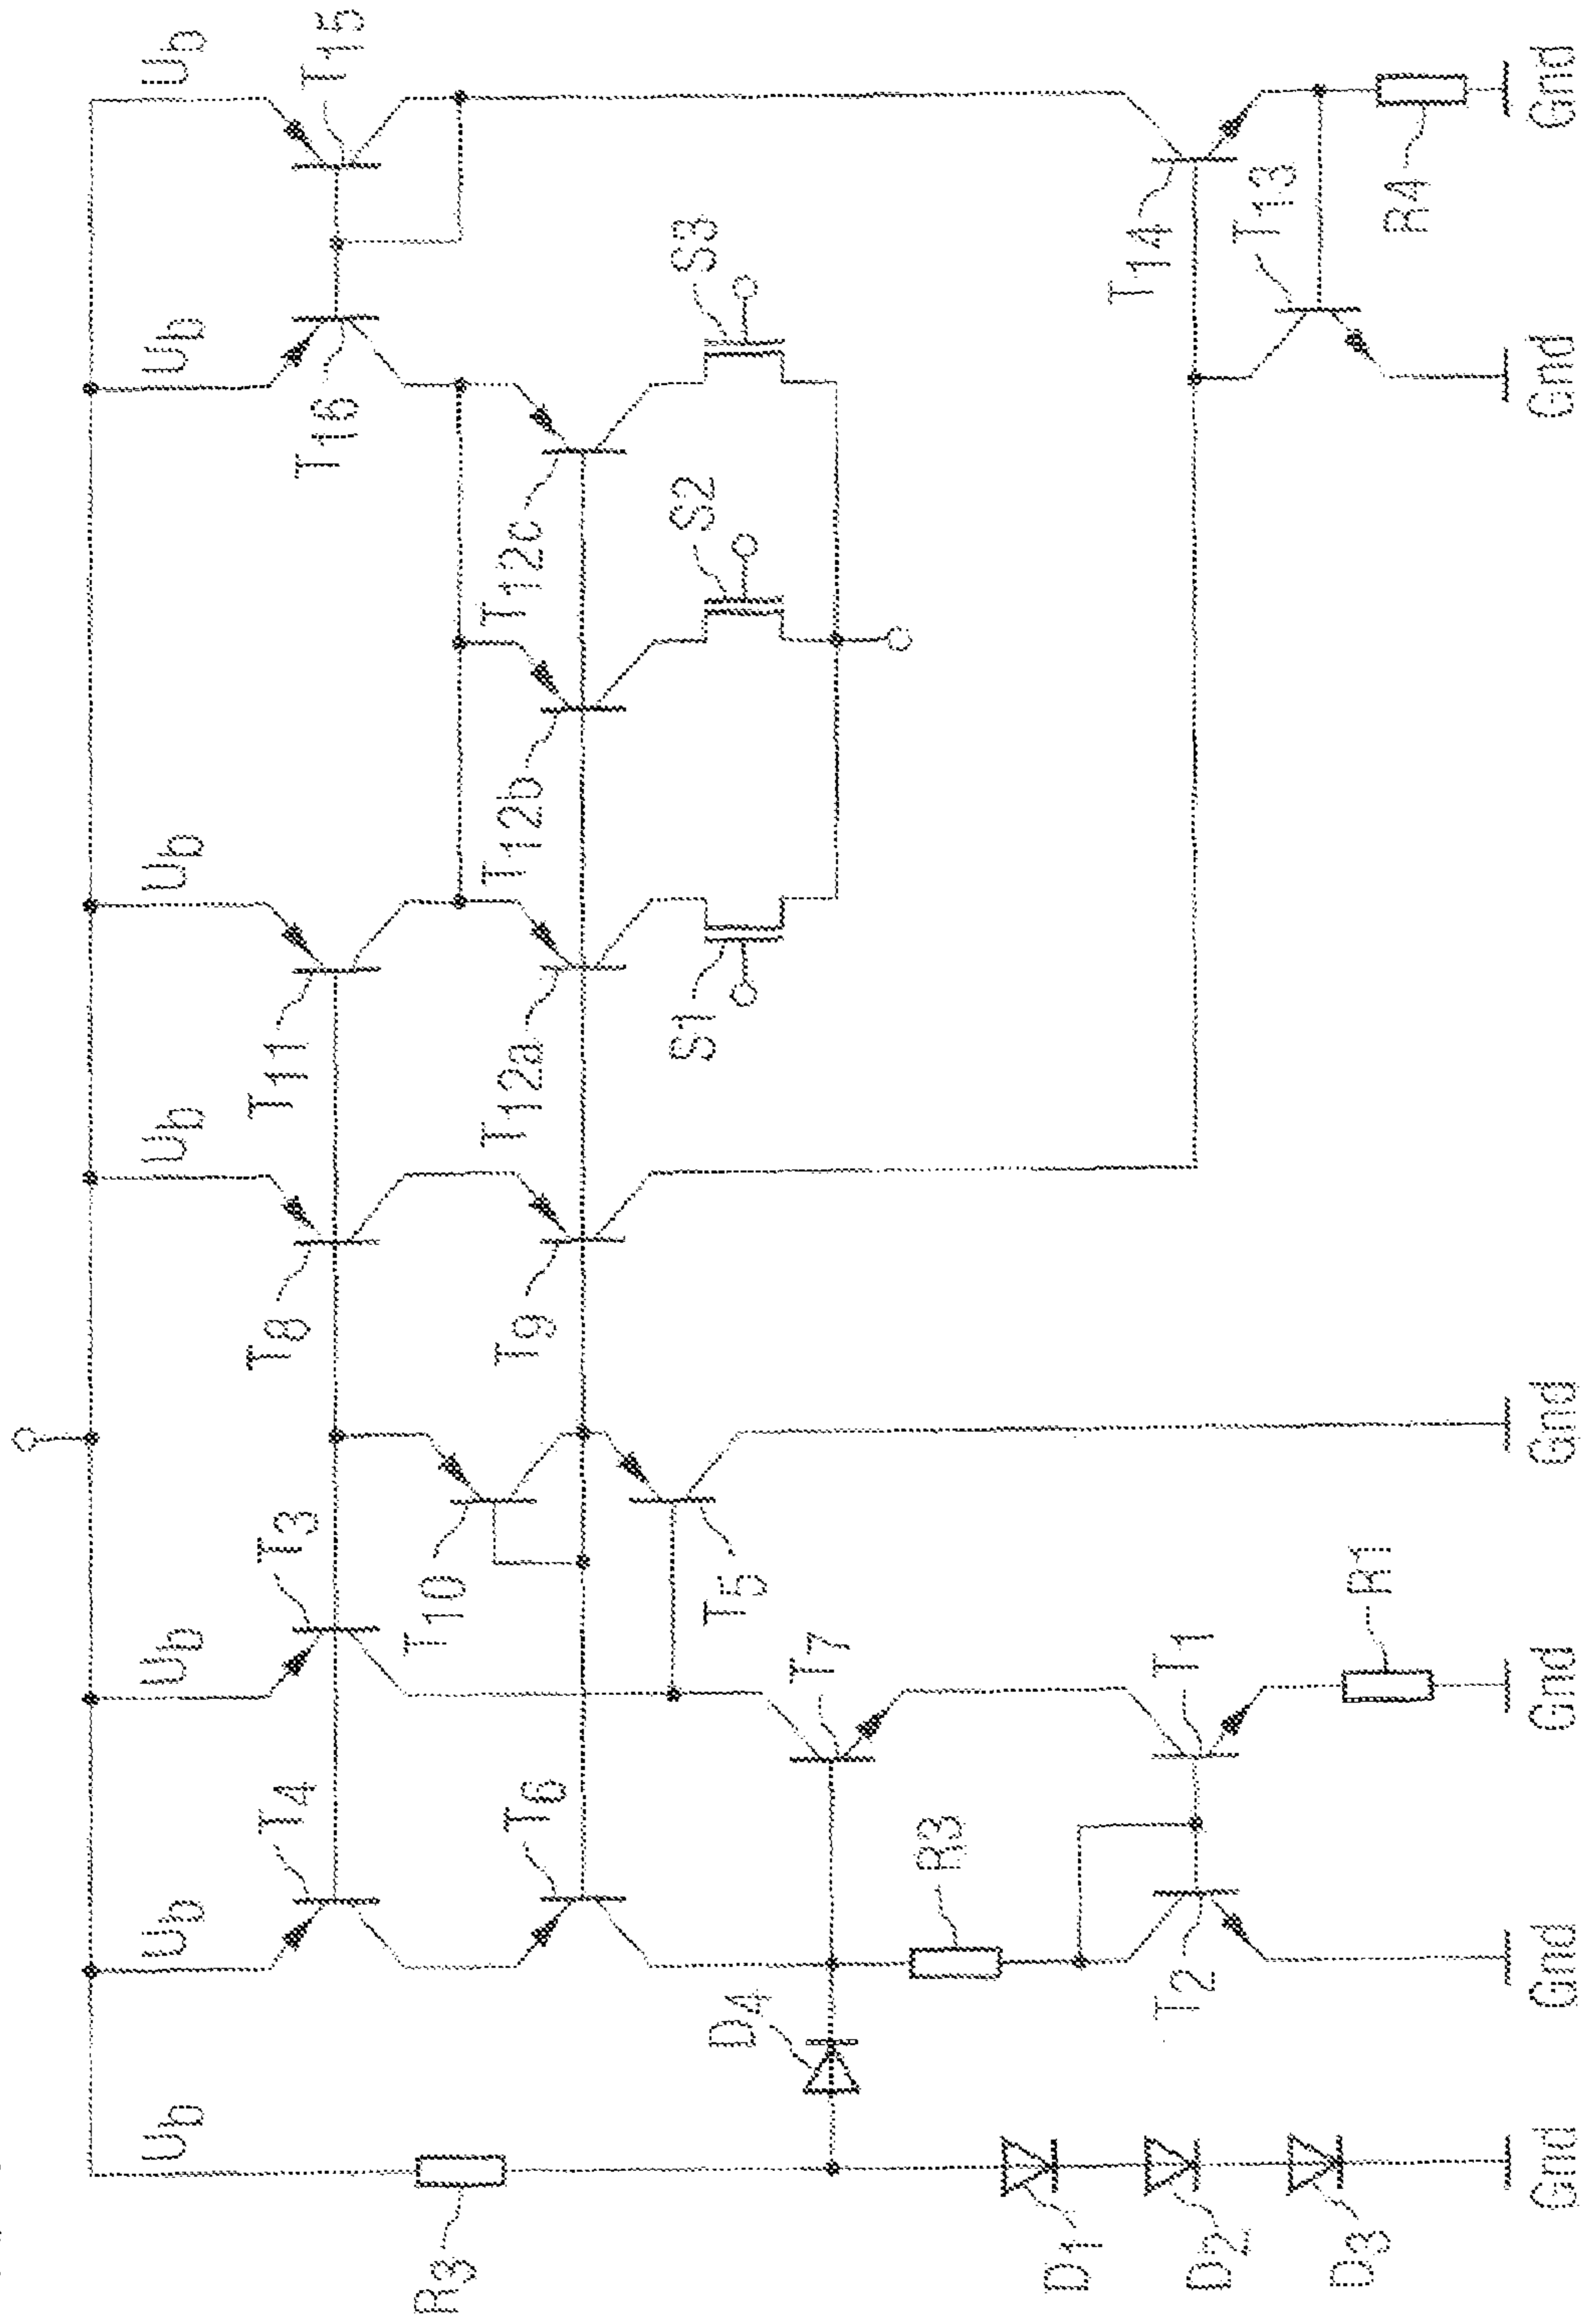 Ub
Ub
Ub
Ub
Ub
Ub
Ub
T4
T3
T8
T11
T16
T15
R3
T6
T10
T9
T12a
T12b
T12c
T5
S1
S2
S3
D4
T7
R3
D1
D2
D3
T2
T1
T14
T13
R1
R4
Gnd
Gnd
Gnd
Gnd
Gnd
Gnd